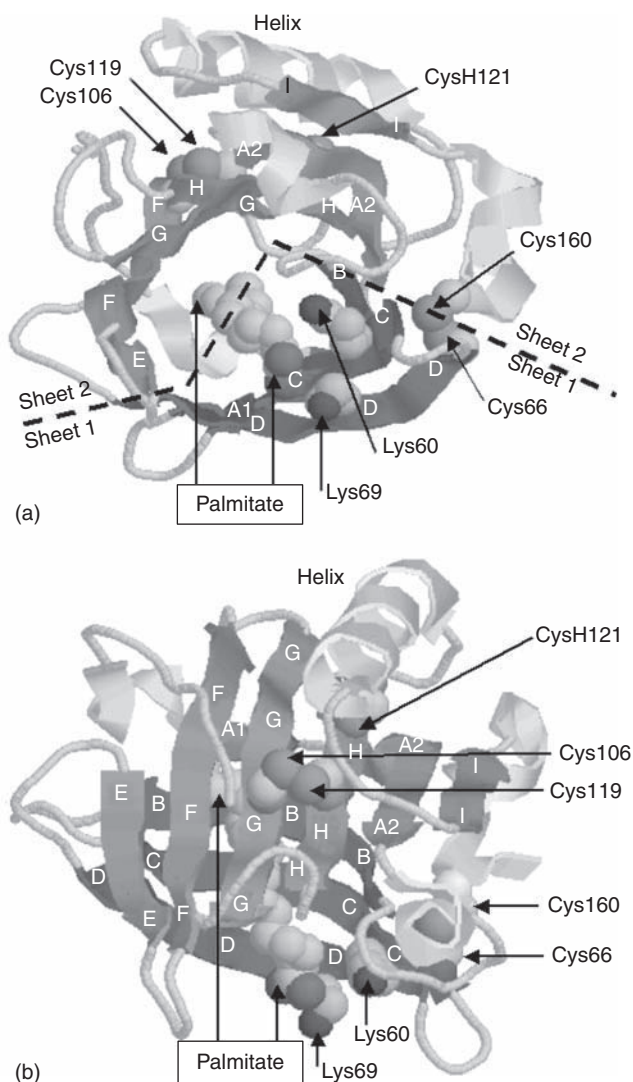 Helix
Cys119
Cys106
CysH121
I
I
A2
H
F
G
G
H
A2
B
Cys160
F
C
Sheet 2
Sheet 1
E
C
D
Cys66
Sheet 2
Sheet 1
A1
D
D
Lys60
Palmitate
Lys69
(a)
Helix
CysH121
G
F
A1
G
H
A2
I
Cys106
Cys119
E
B
F
G
B
H
A2
I
B
D
C
H
C
Cys160
E
F
G
D
D
C
Cys66
Lys60
Palmitate
Lys69
(b)